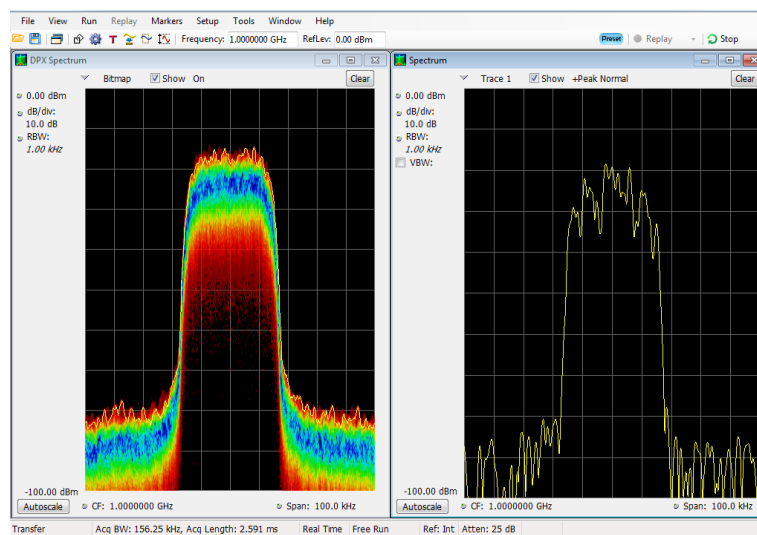 File View Run Replay Markers Setup Tools Window Help
T Frequency: 1.0000000 GHz RefLev: 0.00 dBm Preset Replay Stop
DPX Spectrum
Bitmap Show On Clear
0.00 dBm
dB/div:
10.0 dB
RBW:
1.00 kHz
-100.00 dBm
Autoscale CF: 1.0000000 GHz Span: 100.0 kHz
Spectrum
Trace 1 Show +Peak Normal Clear
0.00 dBm
dB/div:
10.0 dB
RBW:
1.00 kHz
VBW:
-100.00 dBm
Autoscale CF: 1.0000000 GHz Span: 100.0 kHz
Transfer Acq BW: 156.25 kHz, Acq Length: 2.591 ms Real Time Free Run Ref: Int Atten: 25 dB